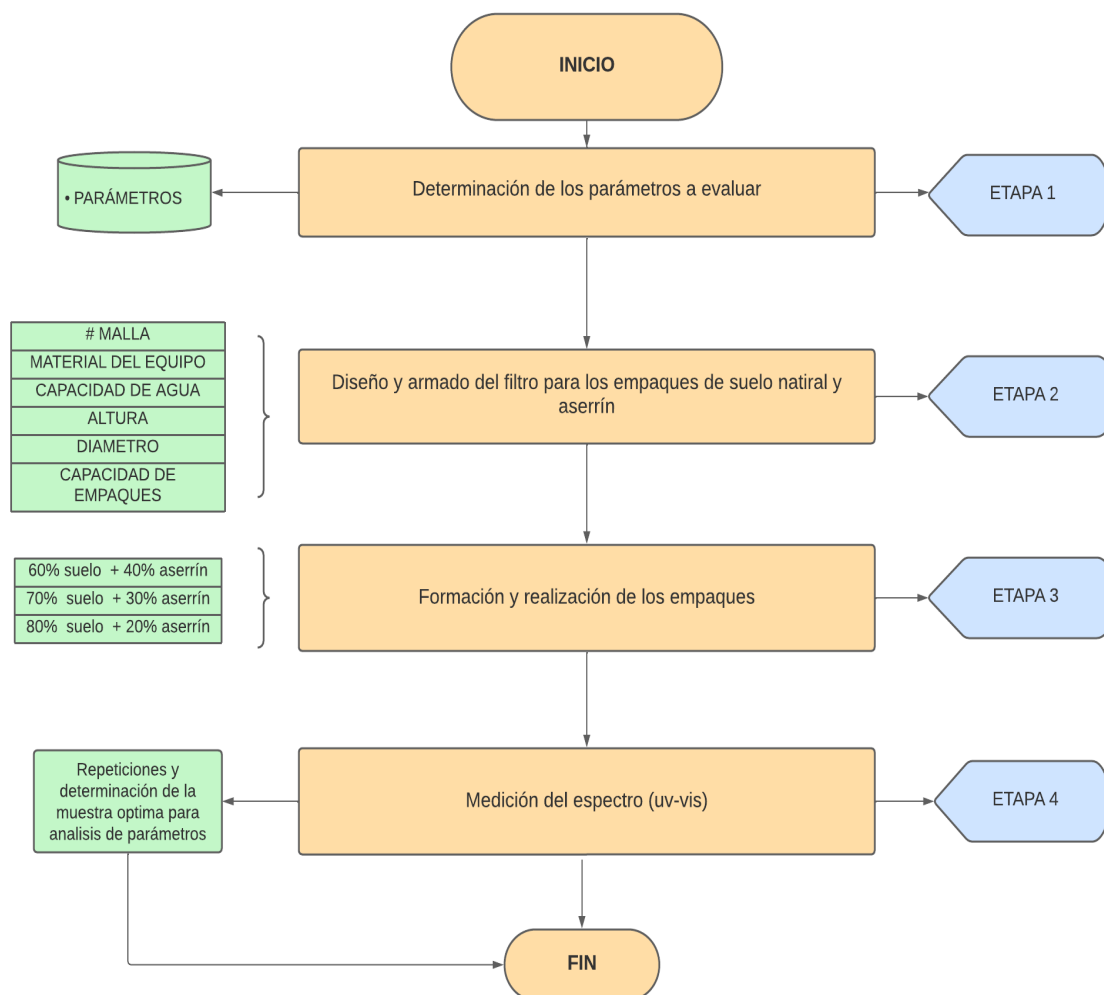 INICIO
• PARÁMETROS
Determinación de los parámetros a evaluar
ETAPA 1
# MALLA
MATERIAL DEL EQUIPO
CAPACIDAD DE AGUA
ALTURA
DIAMETRO
CAPACIDAD DE
EMPAQUES
Diseño y armado del filtro para los empaques de suelo natiral y
aserrín
ETAPA 2
60% suelo + 40% aserrín
70% suelo + 30% aserrín
80% suelo + 20% aserrín
Formación y realización de los empaques
ETAPA 3
Repeticiones y
determinación de la
muestra optima para
analisis de parámetros
Medición del espectro (uv-vis)
ETAPA 4
FIN